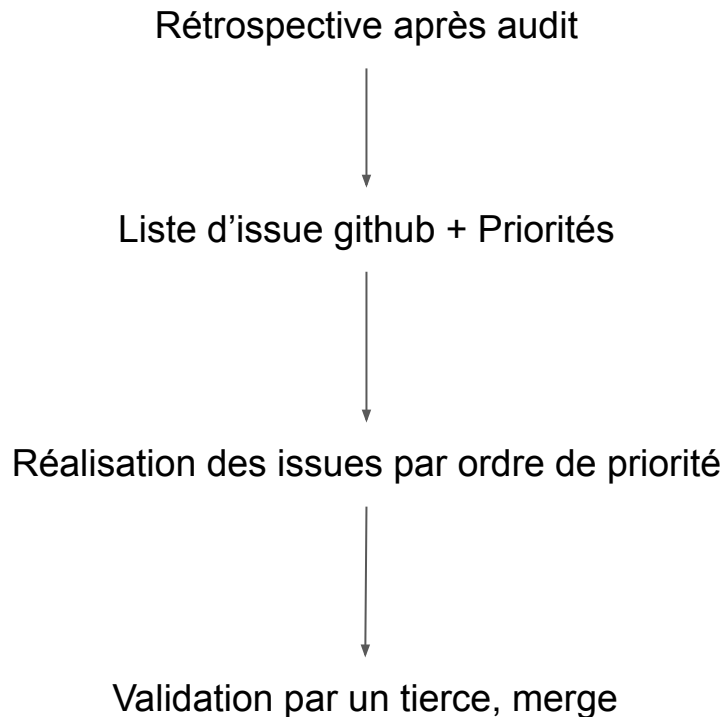 Rétrospective après audit
Liste d’issue github + Priorités
Réalisation des issues par ordre de priorité
Validation par un tierce, merge